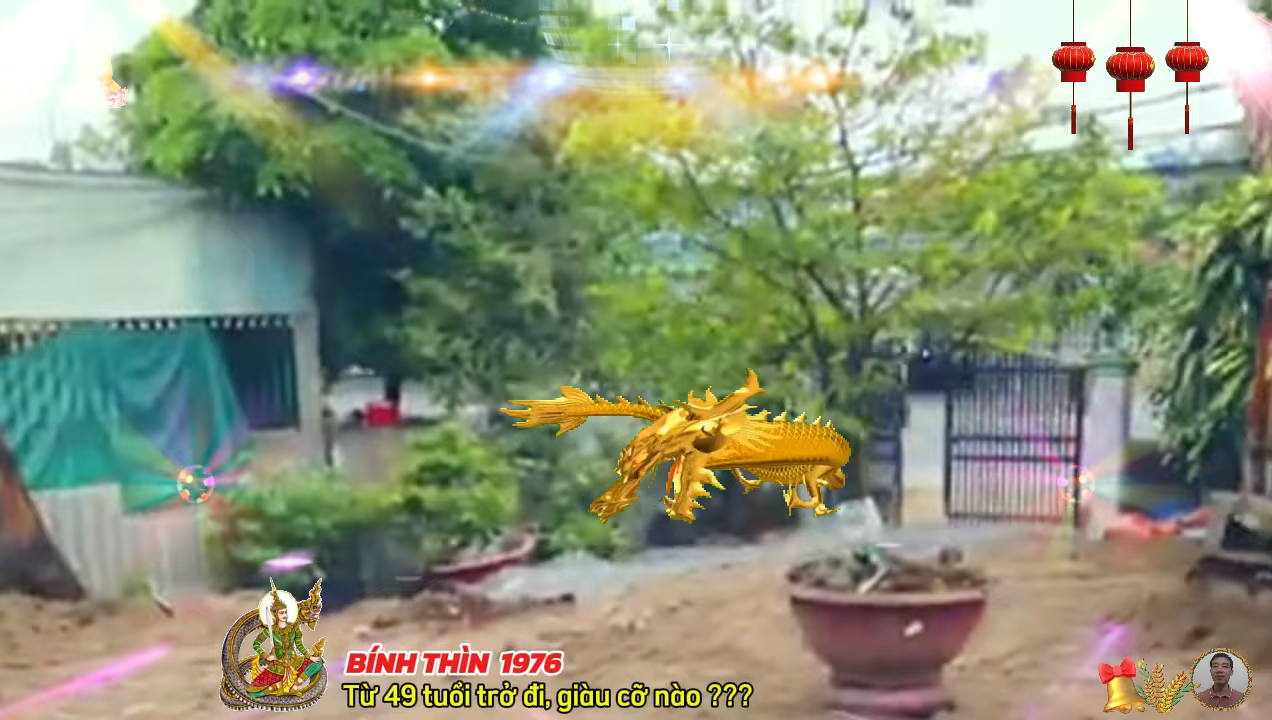 BÍNH THÌN 1976
Từ 49 tuổi trở đi, giàu cỡ nào ???